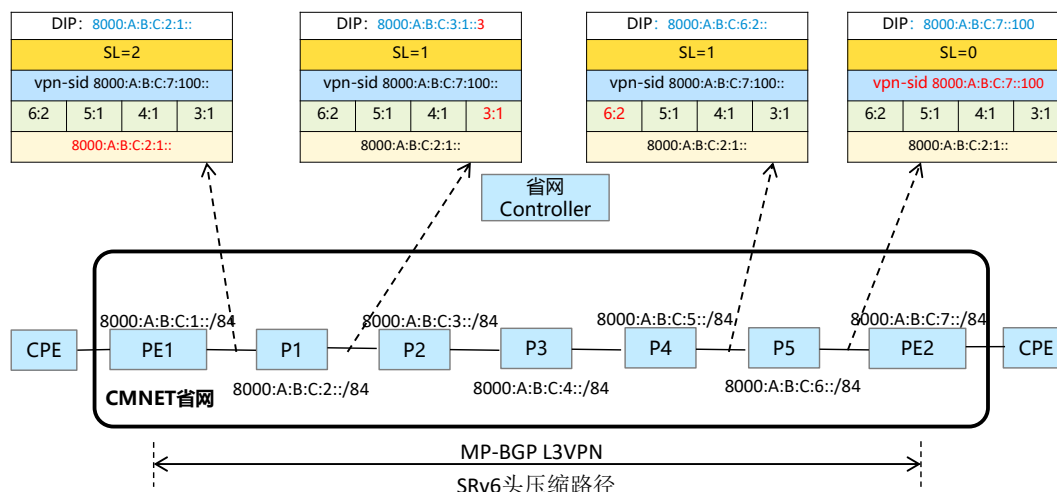 DIP: 8000:A:B:C:2:1::
SL=2
vpn-sid 8000:A:B:C:7:100::
6:2 5:1 4:1 3:1
8000:A:B:C:2:1::
DIP: 8000:A:B:C:3:1::3
SL=1
vpn-sid 8000:A:B:C:7:100::
6:2 5:1 4:1 3:1
8000:A:B:C:2:1::
DIP: 8000:A:B:C:6:2::
SL=1
vpn-sid 8000:A:B:C:7:100::
6:2 5:1 4:1 3:1
8000:A:B:C:2:1::
DIP: 8000:A:B:C:7::100
SL=0
vpn-sid 8000:A:B:C:7::100
6:2 5:1 4:1 3:1
8000:A:B:C:2:1::
省网
Controller
8000:A:B:C:1::/84
8000:A:B:C:3::/84
8000:A:B:C:5::/84
8000:A:B:C:7::/84
CPE PE1 P1 P2 P3 P4 P5 PE2 CPE
8000:A:B:C:2::/84
8000:A:B:C:4::/84
8000:A:B:C:6::/84
CMNET省网
MP-BGP L3VPN
SRv6头压缩路径